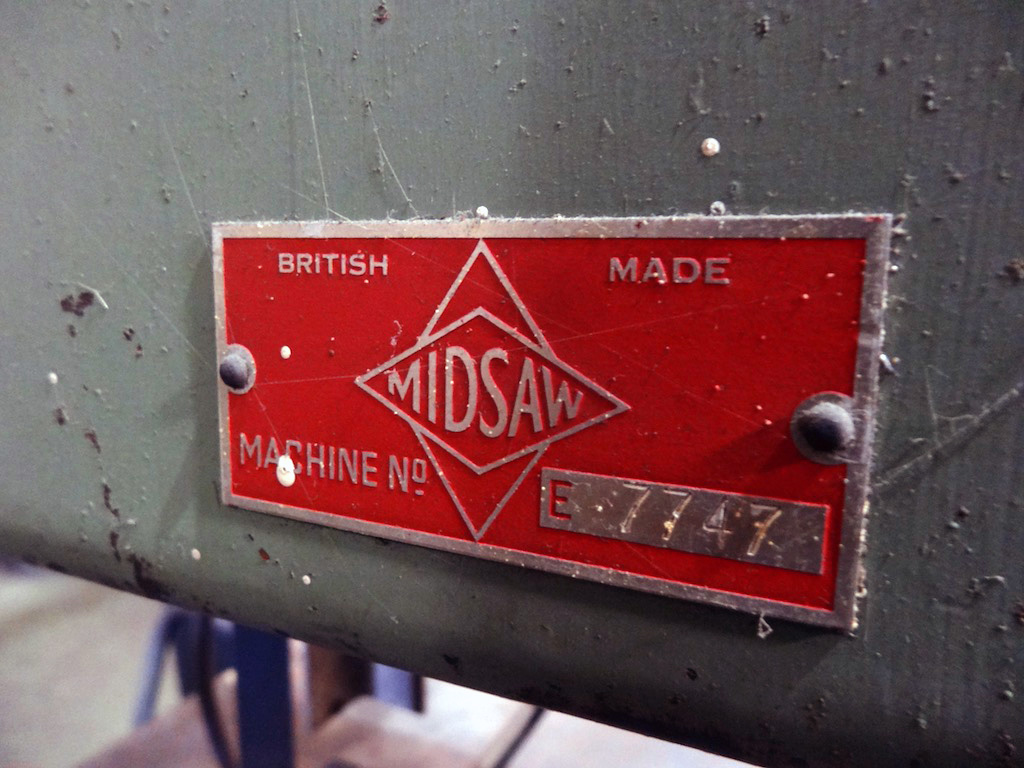 BRITISH MADE
MIDSAW
MACHINE Nº
E 7747